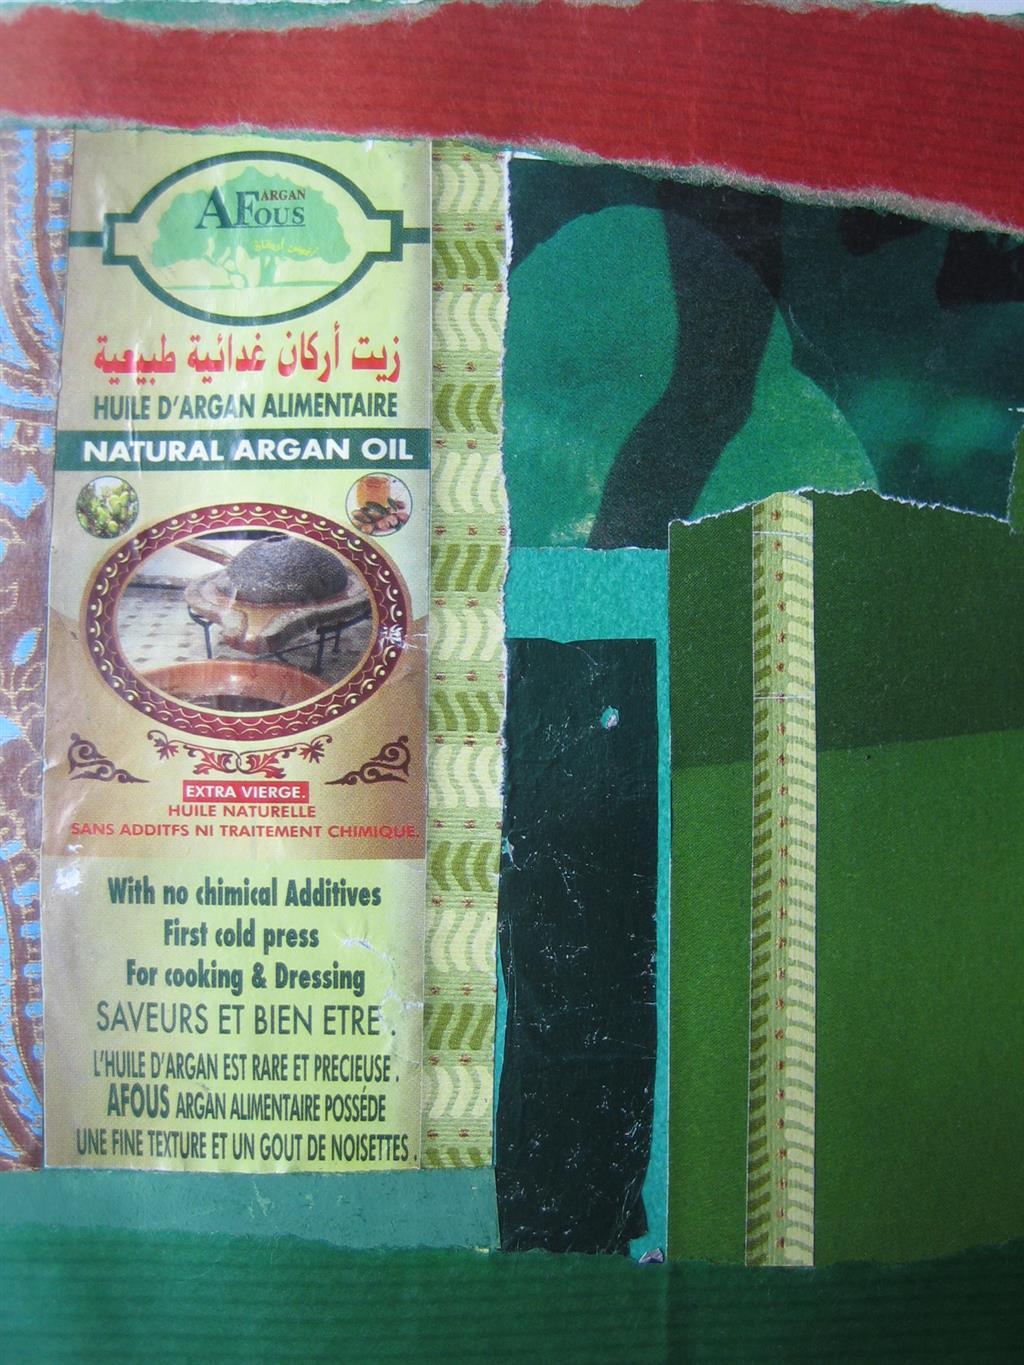 ARGAN
AFOUS
زيت أركان غدائية طبيعية
HUILE D'ARGAN ALIMENTAIRE
NATURAL ARGAN OIL
EXTRA VIERGE.
HUILE NATURELLE
SANS ADDITFS NI TRAITEMENT CHIMIQUE.
With no chimical Additives
First cold press
For cooking & Dressing
SAVEURS ET BIEN ETRE .
L'HUILE D'ARGAN EST RARE ET PRECIEUSE .
AFOUS ARGAN ALIMENTAIRE POSSÉDE
UNE FINE TEXTURE ET UN GOUT DE NOISETTES .